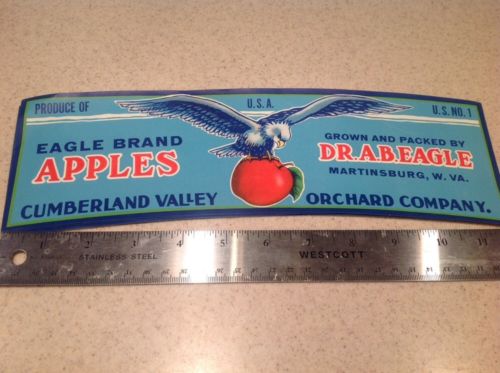 PRODUCE OF U.S.A. U.S. NO. 1
EAGLE BRAND
APPLES
GROWN AND PACKED BY
DR.A.B.EAGLE
MARTINSBURG, W. VA.
CUMBERLAND VALLEY ORCHARD COMPANY.
1 2 3 4 5 6 7 8 9 10 11
STAINLESS STEEL WESTCOTT